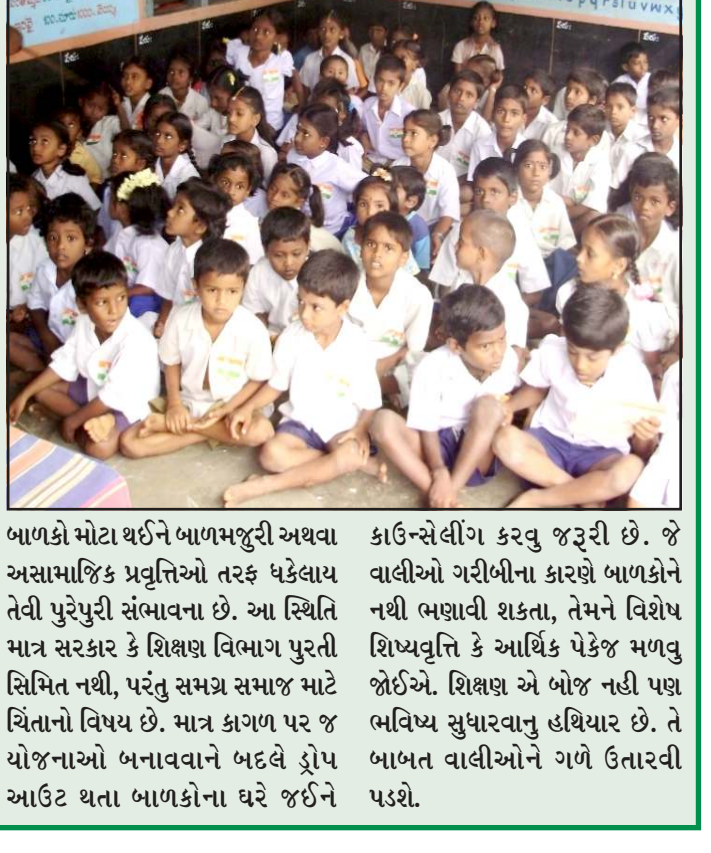 pqrstuvwx
બાળકો મોટા થઈને બાળમજુરી અથવા
અસામાજિક પ્રવૃત્તિઓ તરફ ધકેલાય
તેવી પુરેપુરી સંભાવના છે. આ સ્થિતિ
માત્ર સરકાર કે શિક્ષણ વિભાગ પુરતી
સિમિત નથી, પરંતુ સમગ્ર સમાજ માટે
ચિંતાનો વિષય છે. માત્ર કાગળ પર જ
યોજનાઓ બનાવવાને બદલે ડ્રોપ
આઉટ થતા બાળકોના ઘરે જઈને
કાઉન્સેલીંગ કરવુ જરૂરી છે. જે
વાલીઓ ગરીબીના કારણે બાળકોને
નથી ભણાવી શકતા, તેમને વિશેષ
શિષ્યવૃત્તિ કે આર્થિક પેકેજ મળવુ
જોઈએ. શિક્ષણ એ બોજ નહી પણ
ભવિષ્ય સુધારવાનુ હથિયાર છે. તે
બાબત વાલીઓને ગળે ઉતારવી
પડશે.